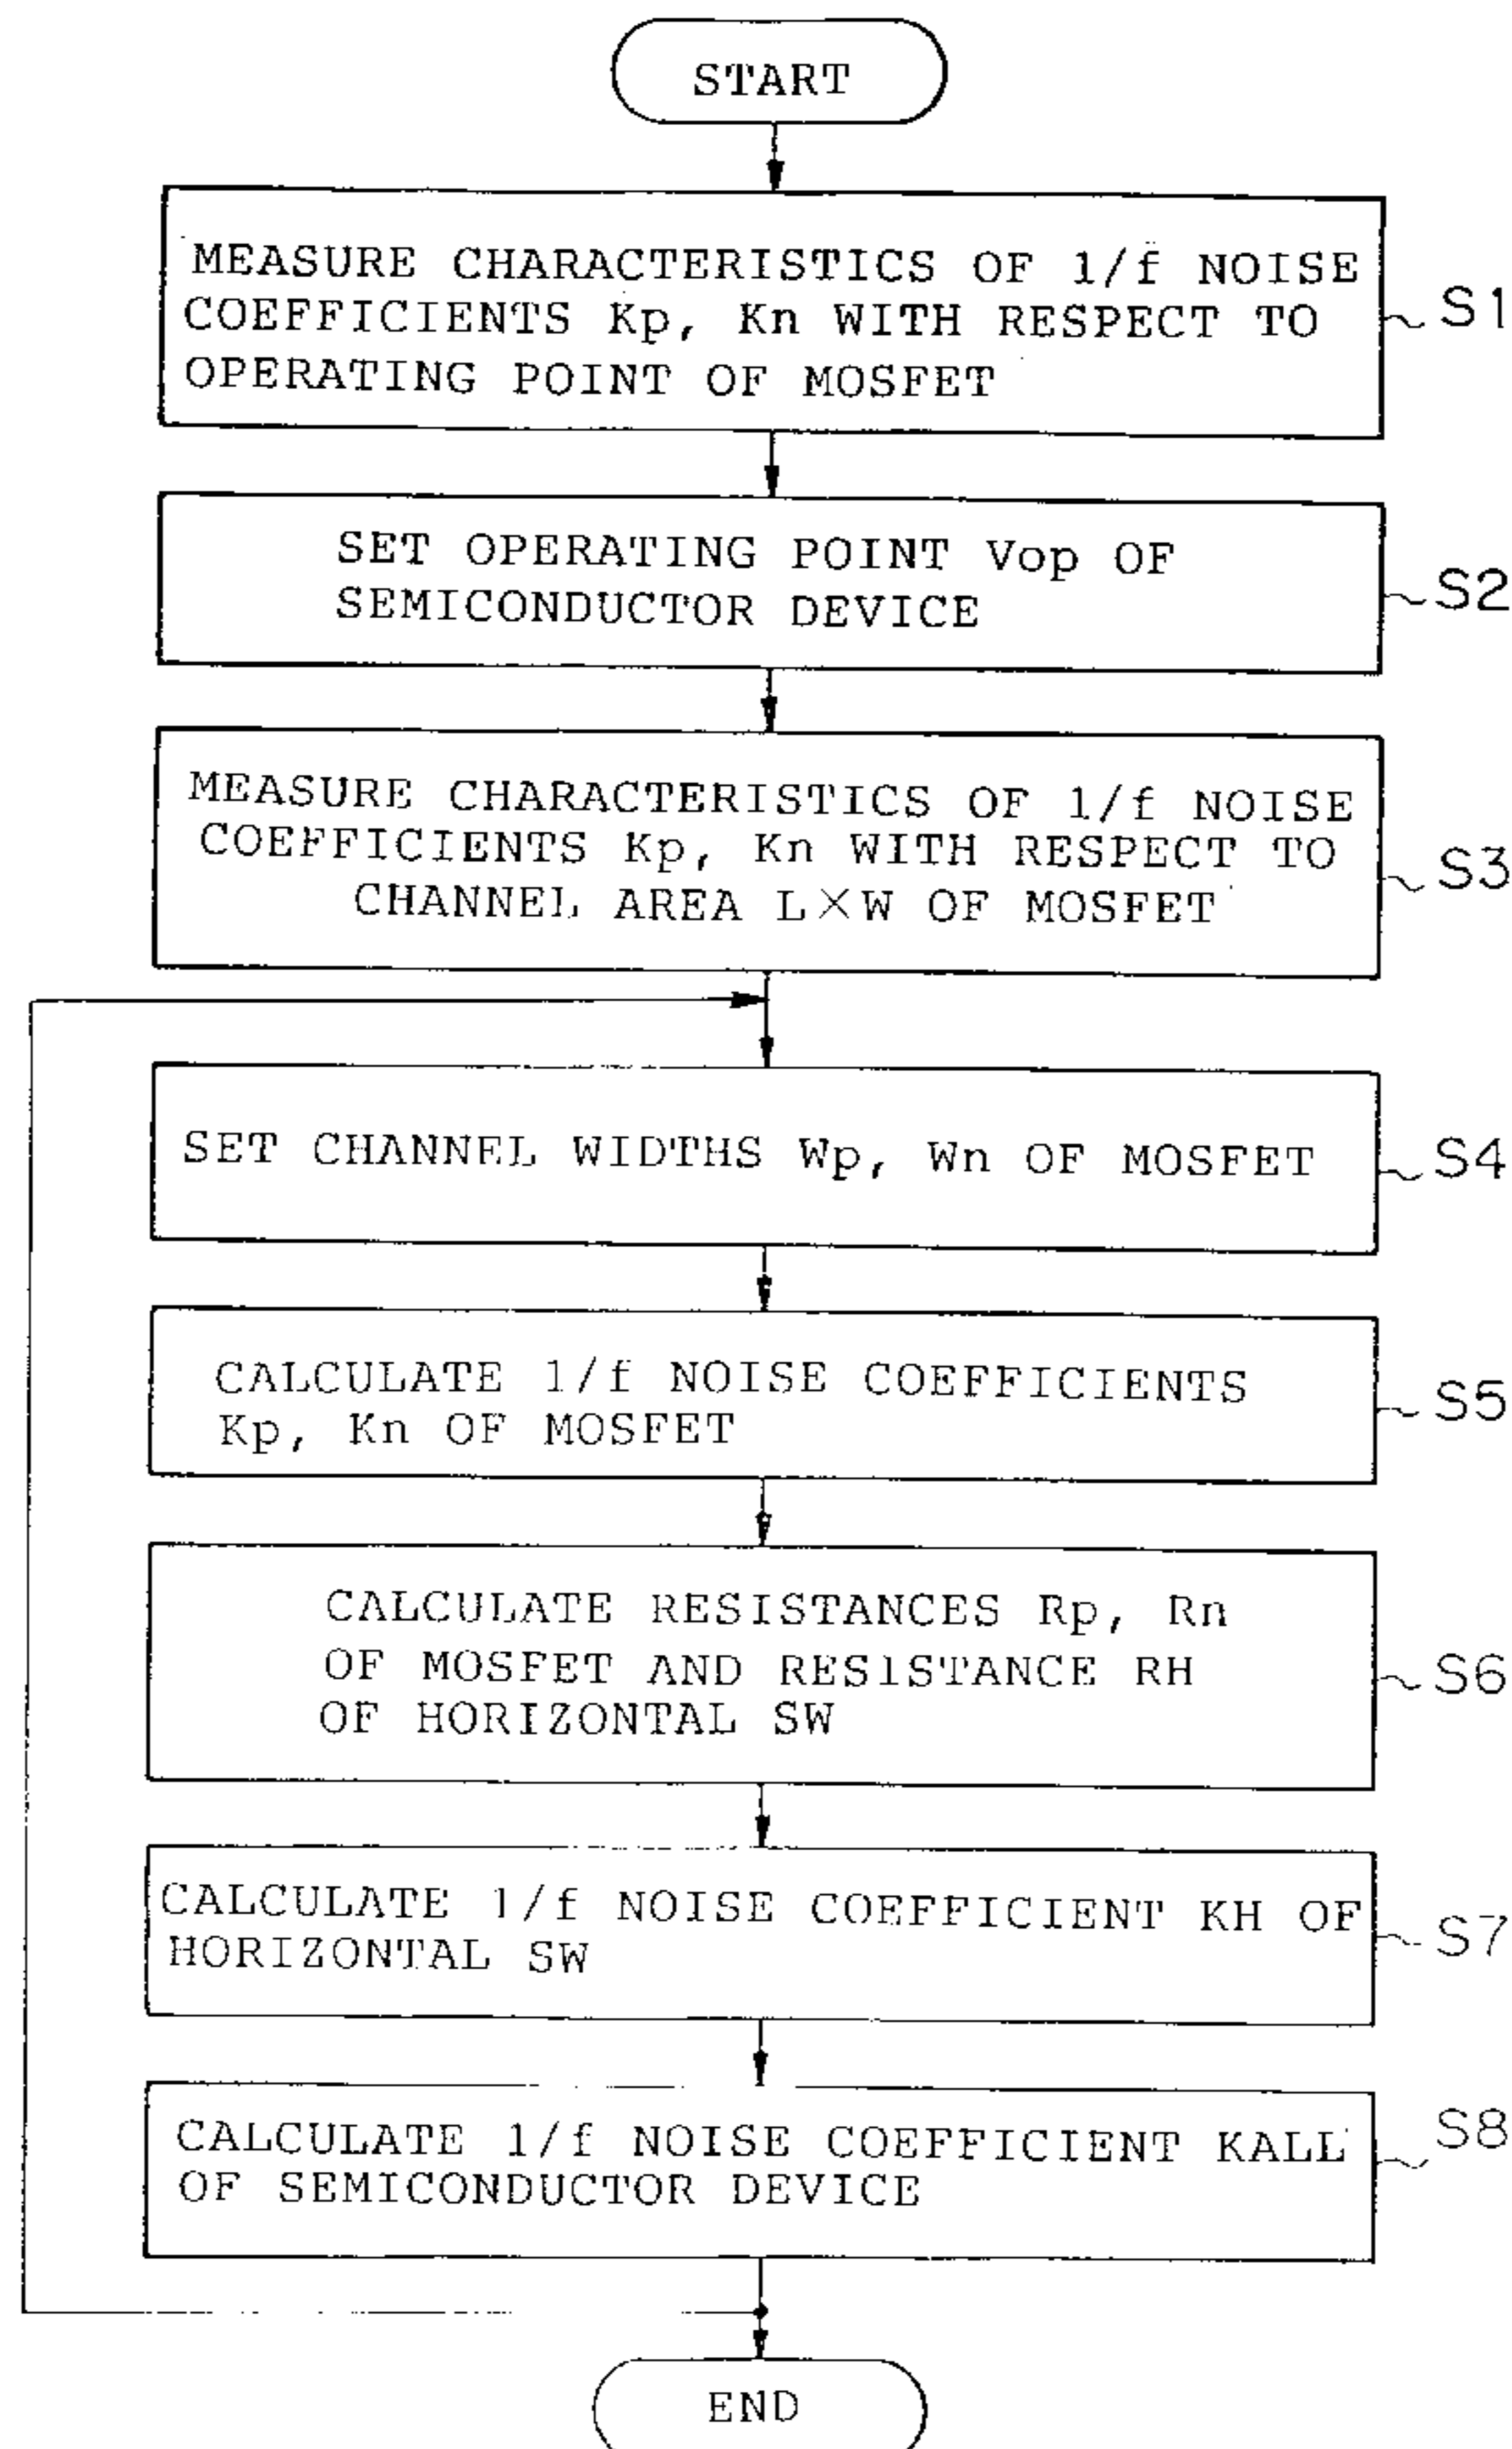 START
MEASURE CHARACTERISTICS OF 1/f NOISE
COEFFICIENTS Kp, Kn WITH RESPECT TO
OPERATING POINT OF MOSFET
S1
SET OPERATING POINT Vop OF
SEMICONDUCTOR DEVICE
S2
MEASURE CHARACTERISTICS OF 1/f NOISE
COEFFICIENTS Kp, Kn WITH RESPECT TO
CHANNEL AREA L×W OF MOSFET
S3
SET CHANNEL WIDTHS Wp, Wn OF MOSFET
S4
CALCULATE 1/f NOISE COEFFICIENTS
Kp, Kn OF MOSFET
S5
CALCULATE RESISTANCES Rp, Rn
OF MOSFET AND RESISTANCE RH
OF HORIZONTAL SW
S6
CALCULATE 1/f NOISE COEFFICIENT KH OF
HORIZONTAL SW
S7
CALCULATE 1/f NOISE COEFFICIENT KALL
OF SEMICONDUCTOR DEVICE
S8
END